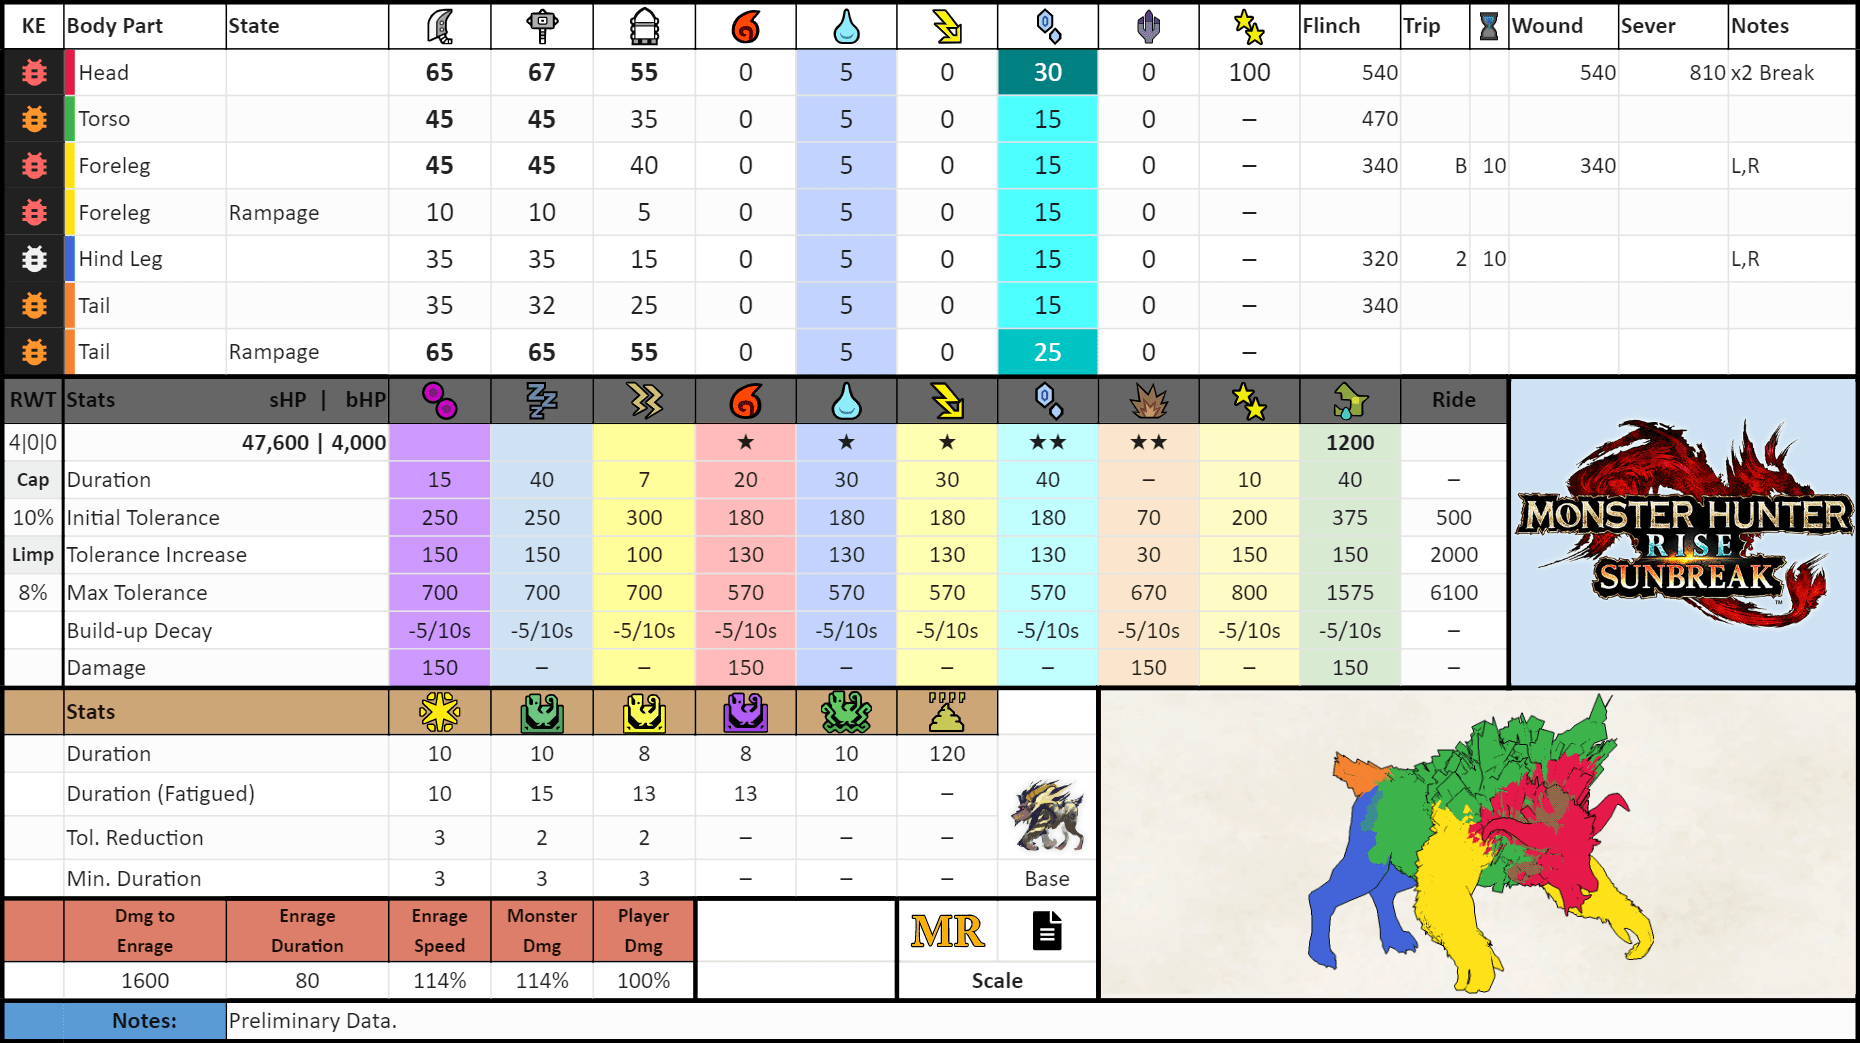 KE Body Part State Flinch Trip Wound Sever Notes
Head 65 67 55 0 5 0 30 0 100 540 540 810 x2 Break
Torso 45 45 35 0 5 0 15 0 – 470
Foreleg 45 45 40 0 5 0 15 0 – 340 B 10 340 L,R
Foreleg Rampage 10 10 5 0 5 0 15 0 –
Hind Leg 35 35 15 0 5 0 15 0 – 320 2 10 L,R
Tail 35 32 25 0 5 0 15 0 – 340
Tail Rampage 65 65 55 0 5 0 25 0 –
RWT Stats sHP | bHP Ride
4|0|0 47,600 | 4,000 ★ ★ ★ ★★ ★★ 1200
Cap Duration 15 40 7 20 30 30 40 – 10 40 –
10% Initial Tolerance 250 250 300 180 180 180 180 70 200 375 500
Limp Tolerance Increase 150 150 100 130 130 130 130 30 150 150 2000
8% Max Tolerance 700 700 700 570 570 570 570 670 800 1575 6100
Build-up Decay -5/10s -5/10s -5/10s -5/10s -5/10s -5/10s -5/10s -5/10s -5/10s -5/10s –
Damage 150 – – 150 – – – 150 – 150 –
MONSTER HUNTER
RISE
SUNBREAK
™
Stats
Duration 10 10 8 8 10 120
Duration (Fatigued) 10 15 13 13 10 –
Tol. Reduction 3 2 2 – – –
Min. Duration 3 3 3 – – – Base
Dmg to Enrage Enrage Duration Enrage Speed Monster Dmg Player Dmg MR
1600 80 114% 114% 100% Scale
Notes: Preliminary Data.